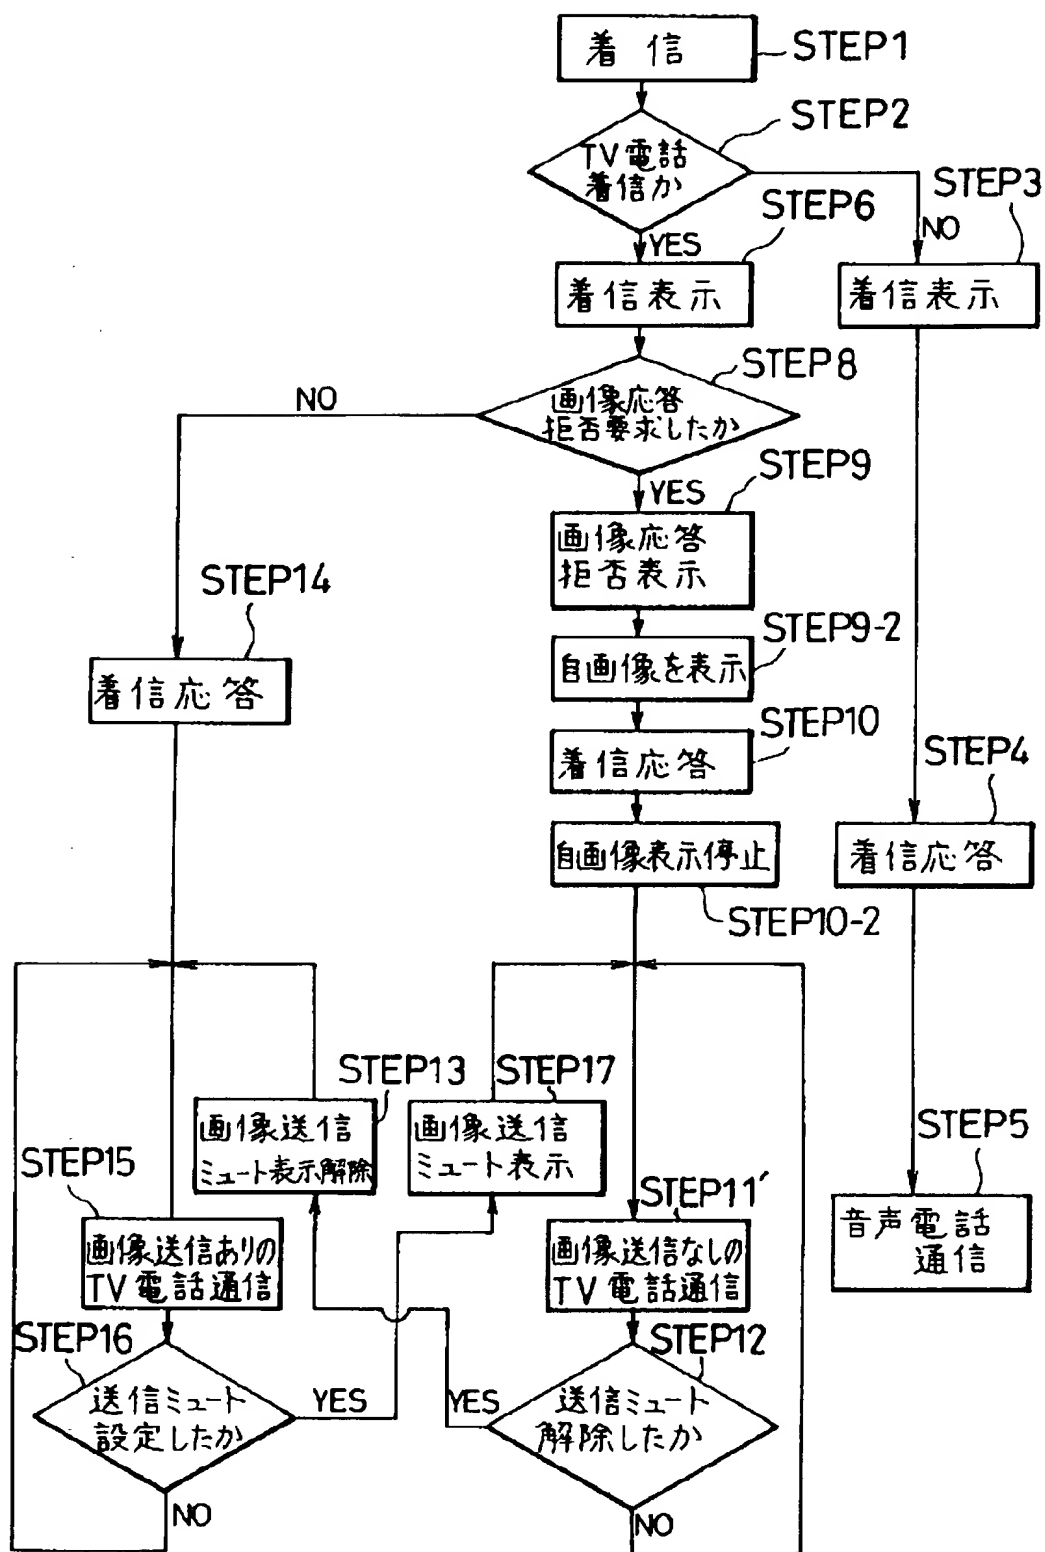 着信
STEP1
STEP2
TV電話
着信か
STEP3
NO
STEP6
YES
着信表示
着信表示
STEP8
画像応答
拒否要求したか
NO
STEP9
YES
画像応答
拒否表示
STEP14
STEP9-2
着信応答
自画像を表示
STEP10
着信応答
STEP4
自画像表示停止
着信応答
STEP10-2
STEP13
STEP17
画像送信
ミュート表示解除
画像送信
ミュート表示
STEP5
STEP15
STEP11′
音声電話
通信
画像送信ありの
TV電話通信
画像送信なしの
TV電話通信
STEP16
STEP12
送信ミュート
設定したか
YES
YES
送信ミュート
解除したか
NO
NO